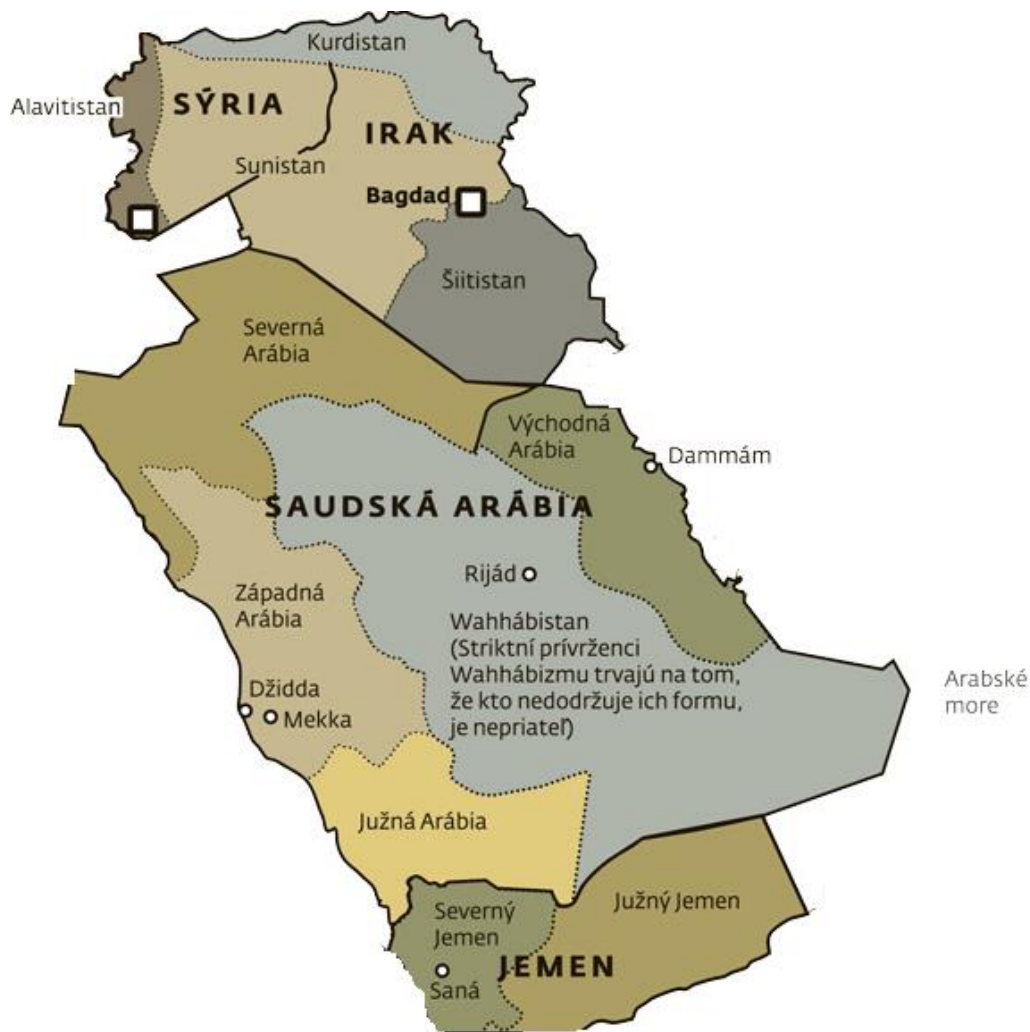 Kurdistan
Alavitistan
SÝRIA
IRAK
Sunistan
Bagdad
Šiitistan
Severná
Arábia
Východná
Arábia
Dammám
SAUDSKÁ ARÁBIA
Rijád
Západná
Arábia
Wahhábistan
(Striktní prívrženci
Wahhábizmu trvajú na tom,
že kto nedodržuje ich formu,
je nepriateľ)
Džidda
Mekka
Arabské
more
Južná Arábia
Severný
Jemen
Južný Jemen
JEMEN
Saná